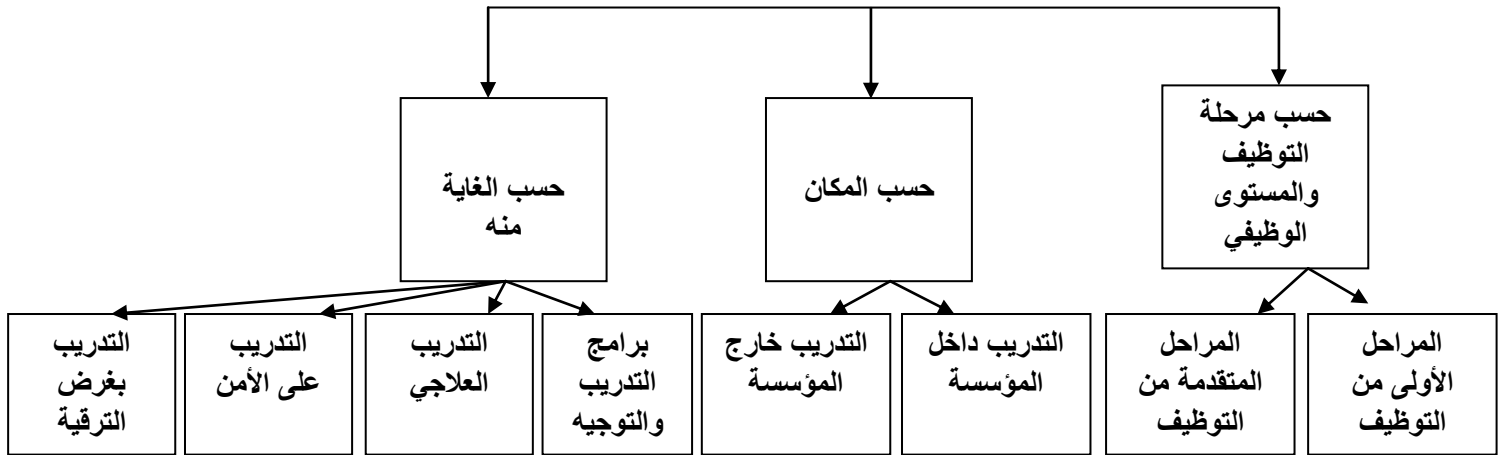 حسب مرحلة
التوظيف
والمستوى
الوظيفي
حسب المكان
حسب الغاية
منه
المراحل
الأولى من
التوظيف
المراحل
المتقدمة من
التوظيف
التدريب داخل
المؤسسة
التدريب خارج
المؤسسة
برامج
التدريب
والتوجيه
التدريب
العلاجي
التدريب
على الأمن
التدريب
بغرض
الترقية